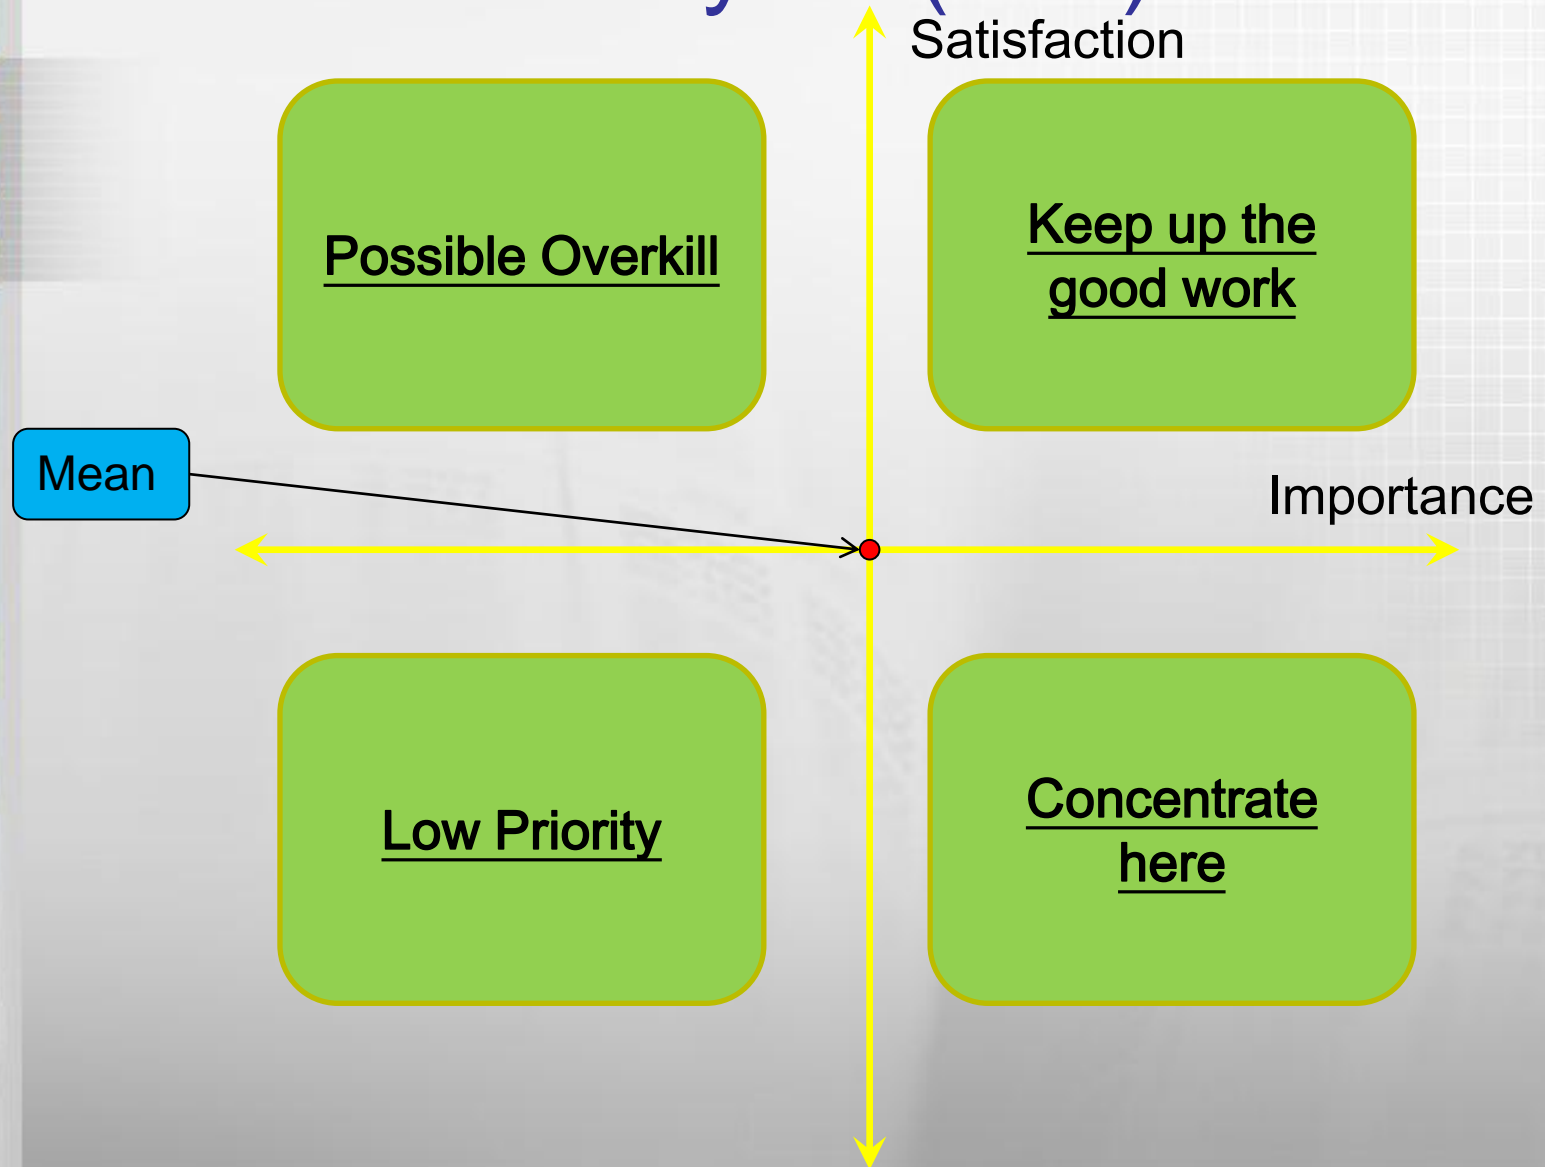 Satisfaction
Possible Overkill
Keep up the
good work
Mean
Importance
Low Priority
Concentrate
here